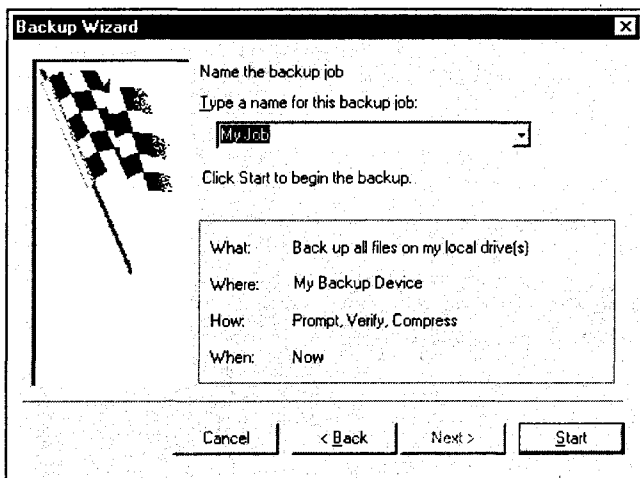 Backup Wizard
Name the backup job
Type a name for this backup job:
My Job
Click Start to begin the backup.
What: Back up all files on my local drive(s)
Where: My Backup Device
How: Prompt, Verify, Compress
When: Now
Cancel < Back Next > Start